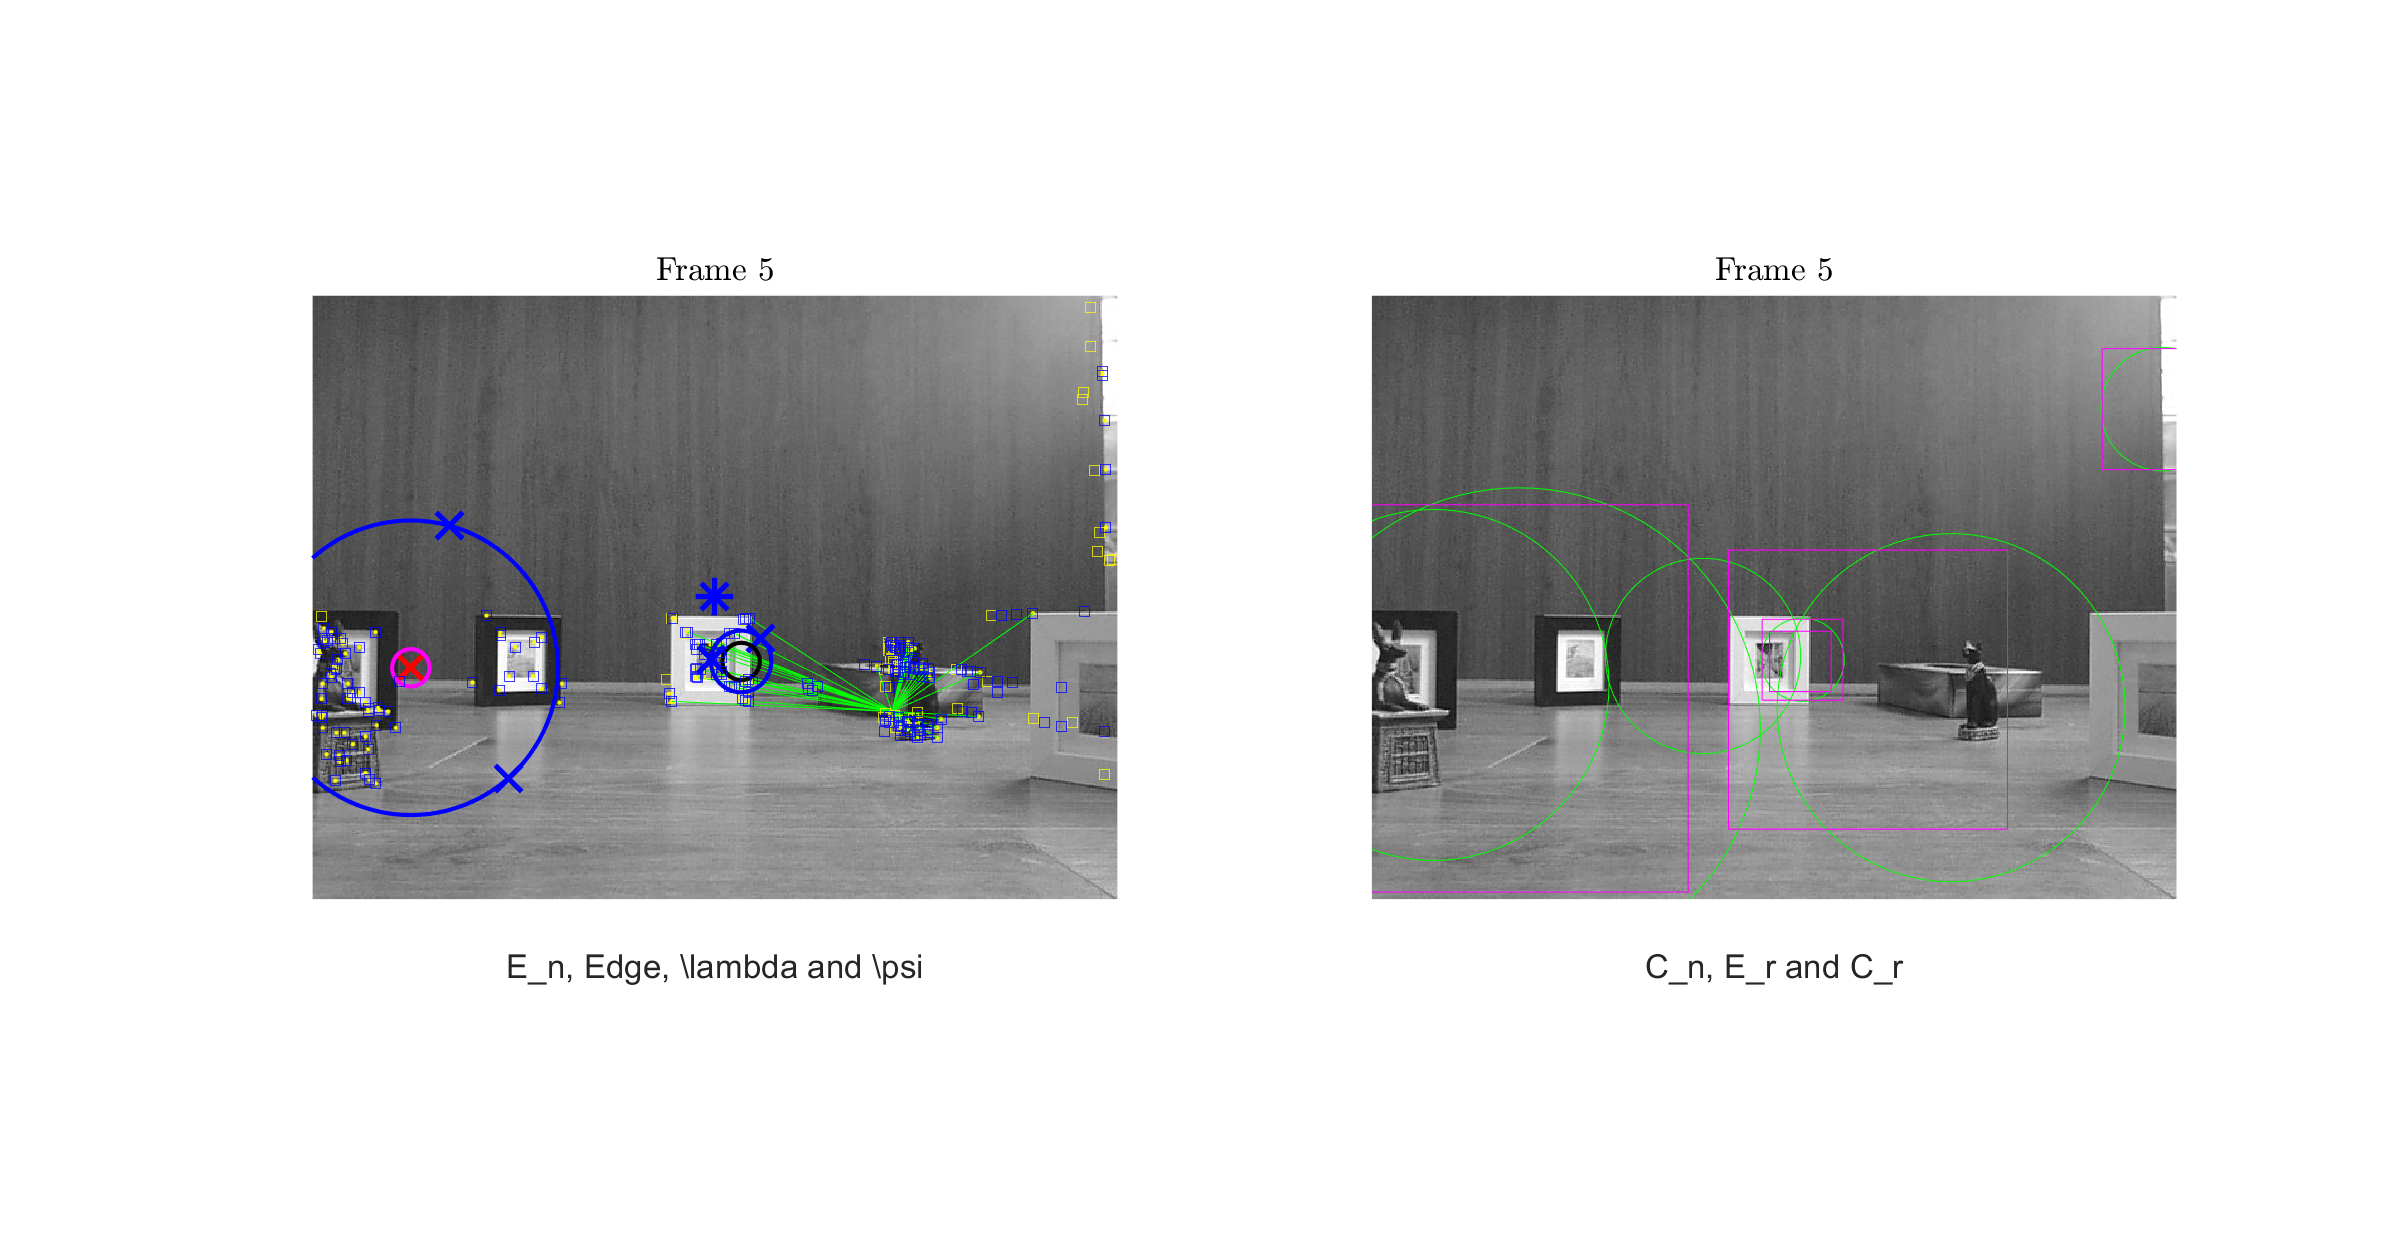 Frame 5
Frame 5
E_n, Edge, \lambda and \psi
C_n, E_r and C_r